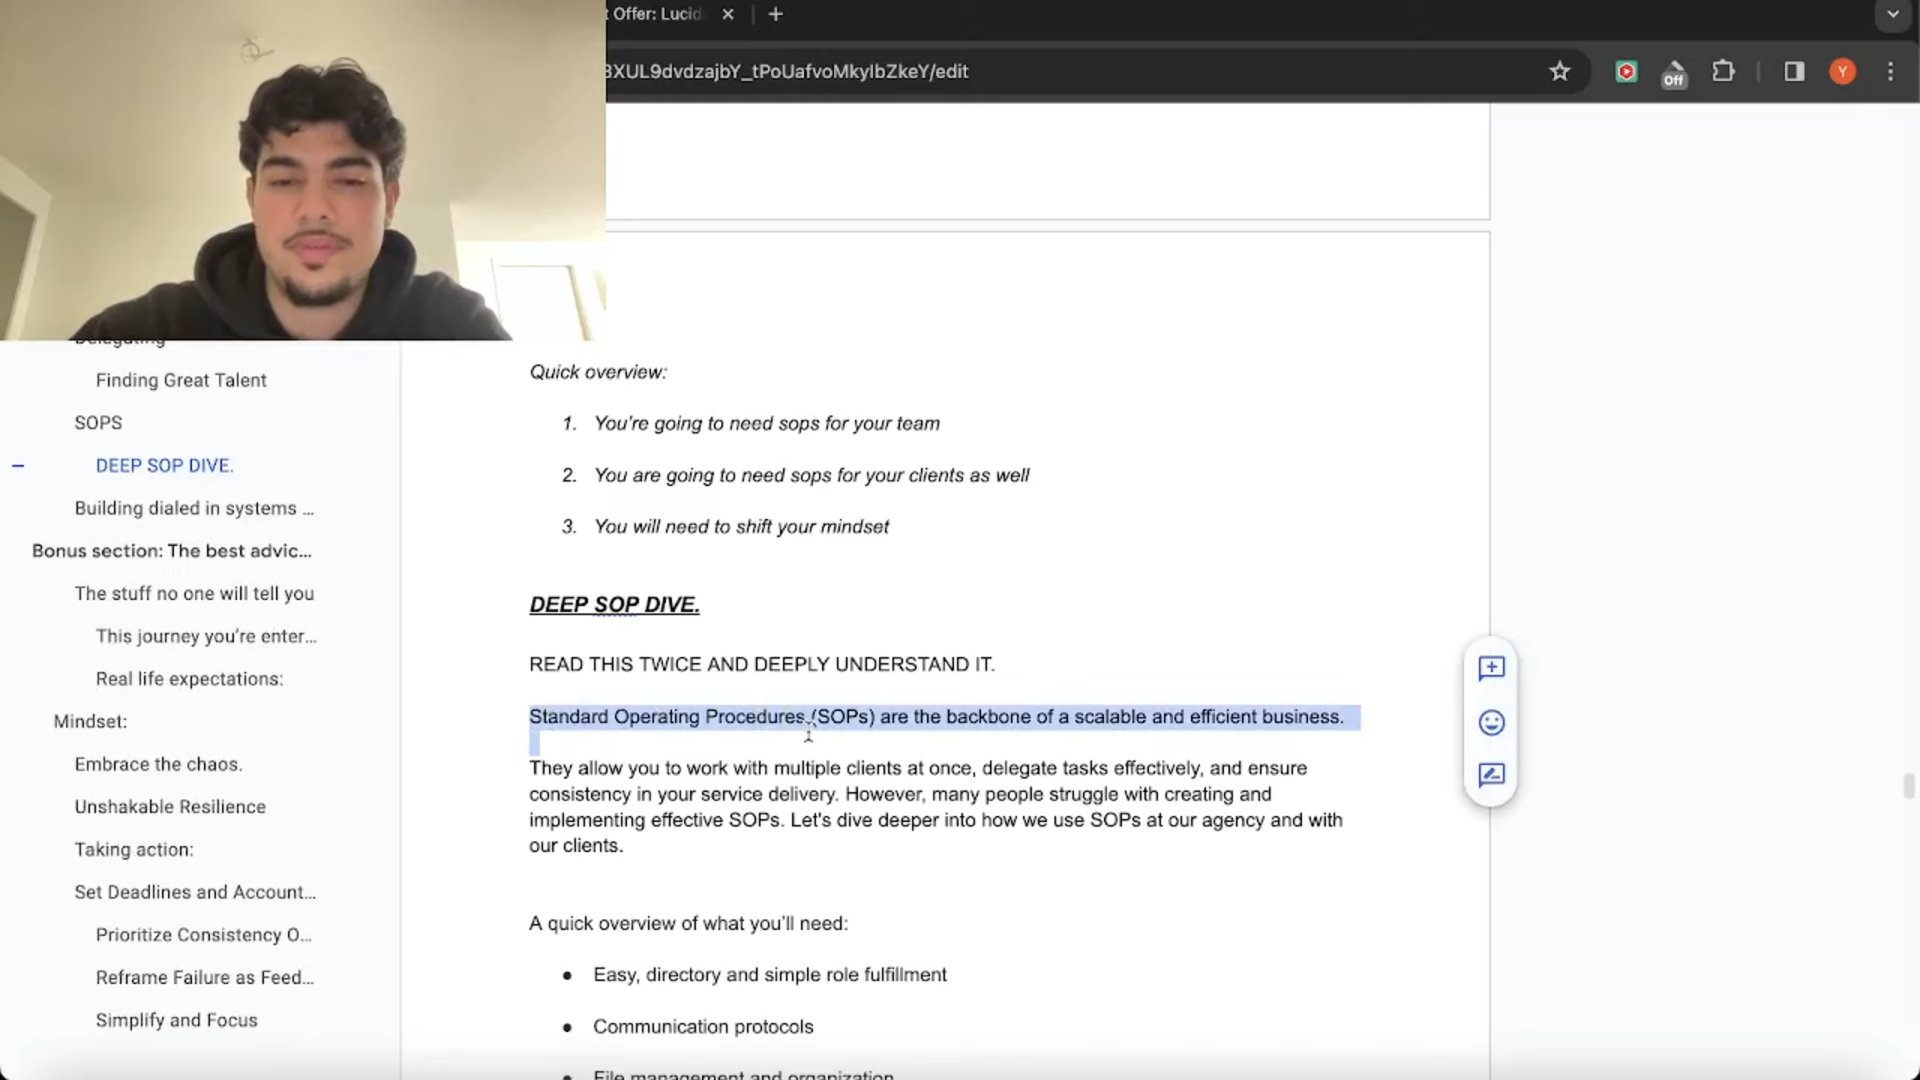 t Offer: Lucid
3XUL9dvdzajbY_tPoUafvoMkyIbZkeY/edit
Off
Y
Delegating
Finding Great Talent
SOPS
DEEP SOP DIVE.
Building dialed in systems ...
Bonus section: The best advic...
The stuff no one will tell you
This journey you're enter...
Real life expectations:
Mindset:
Embrace the chaos.
Unshakable Resilience
Taking action:
Set Deadlines and Account...
Prioritize Consistency O...
Reframe Failure as Feed...
Simplify and Focus
Quick overview:
1. You're going to need sops for your team
2. You are going to need sops for your clients as well
3. You will need to shift your mindset
DEEP SOP DIVE.
READ THIS TWICE AND DEEPLY UNDERSTAND IT.
Standard Operating Procedures (SOPs) are the backbone of a scalable and efficient business.
They allow you to work with multiple clients at once, delegate tasks effectively, and ensure
consistency in your service delivery. However, many people struggle with creating and
implementing effective SOPs. Let's dive deeper into how we use SOPs at our agency and with
our clients.
A quick overview of what you'll need:
● Easy, directory and simple role fulfillment
● Communication protocols
● File management and organization